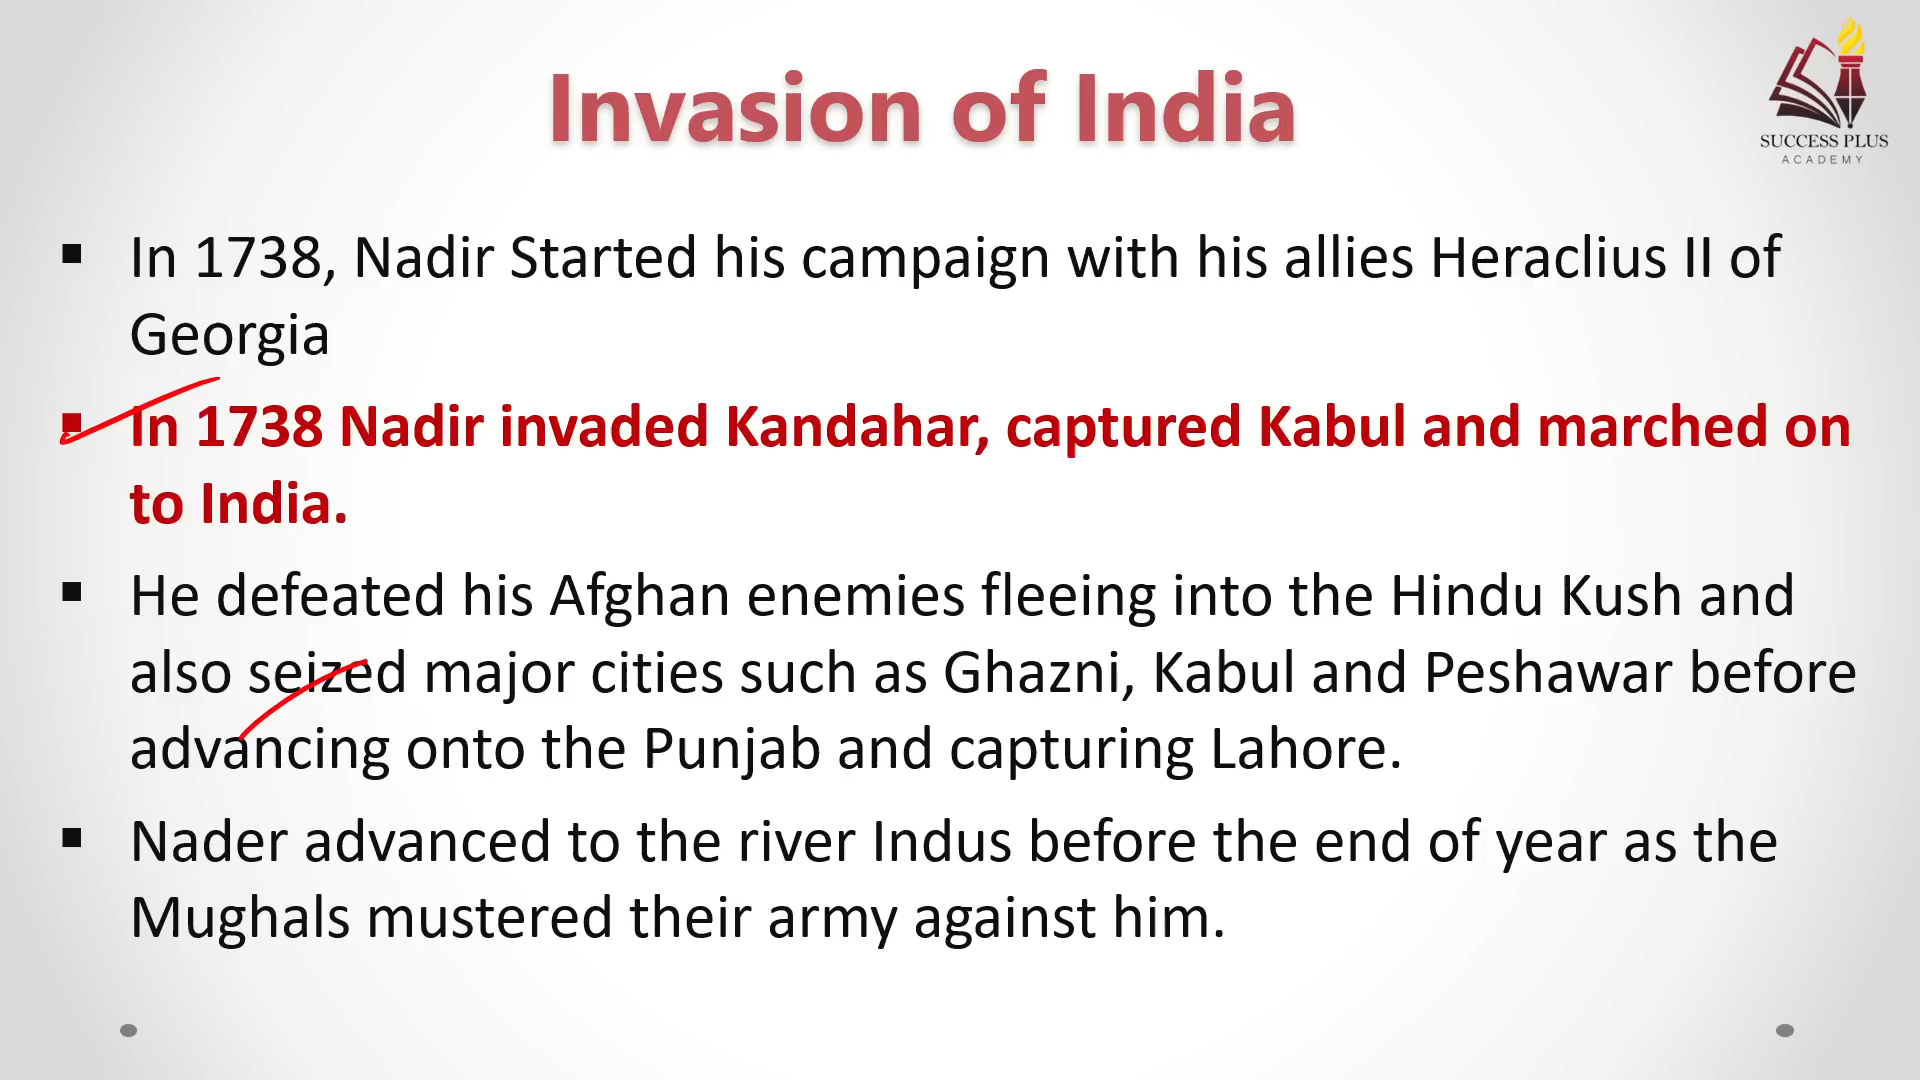 Invasion of India
SUCCESS PLUS
ACADEMY
▪ In 1738, Nadir Started his campaign with his allies Heraclius II of
Georgia
▪ In 1738 Nadir invaded Kandahar, captured Kabul and marched on
to India.
▪ He defeated his Afghan enemies fleeing into the Hindu Kush and
also seized major cities such as Ghazni, Kabul and Peshawar before
advancing onto the Punjab and capturing Lahore.
▪ Nader advanced to the river Indus before the end of year as the
Mughals mustered their army against him.